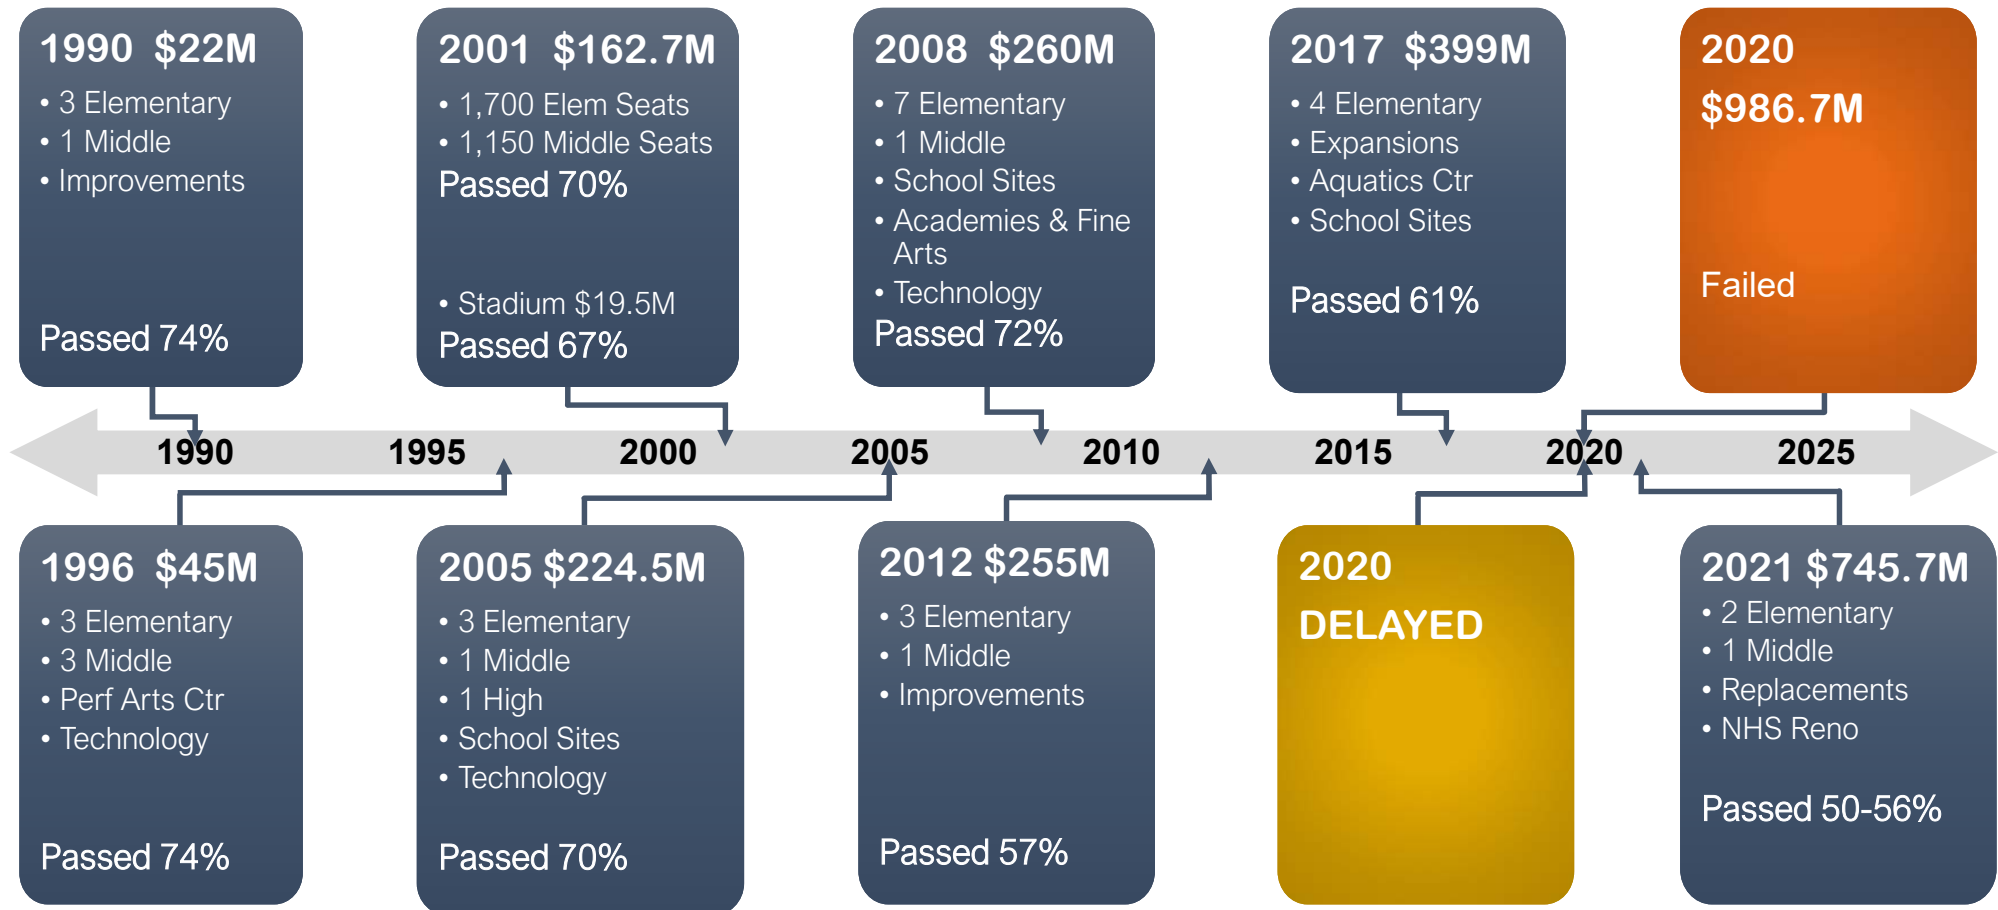 1990  $22M
• 3 Elementary
• 1 Middle
• Improvements
Passed 74%
2001  $162.7M
• 1,700 Elem Seats
• 1,150 Middle Seats
Passed 70%
• Stadium $19.5M
Passed 67%
2008  $260M
• 7 Elementary
• 1 Middle
• School Sites
• Academies & Fine
Arts
• Technology
Passed 72%
2017  $399M
• 4 Elementary
• Expansions
• Aquatics Ctr
• School Sites
Passed 61%
2020
$986.7M
Failed
1990 1995 2000 2005 2010 2015 2020 2025
1996  $45M
• 3 Elementary
• 3 Middle
• Perf Arts Ctr
• Technology
Passed 74%
2005 $224.5M
• 3 Elementary
• 1 Middle
• 1 High
• School Sites
• Technology
Passed 70%
2012 $255M
• 3 Elementary
• 1 Middle
• Improvements
Passed 57%
2020
DELAYED
2021 $745.7M
• 2 Elementary
• 1 Middle
• Replacements
• NHS Reno
Passed 50-56%